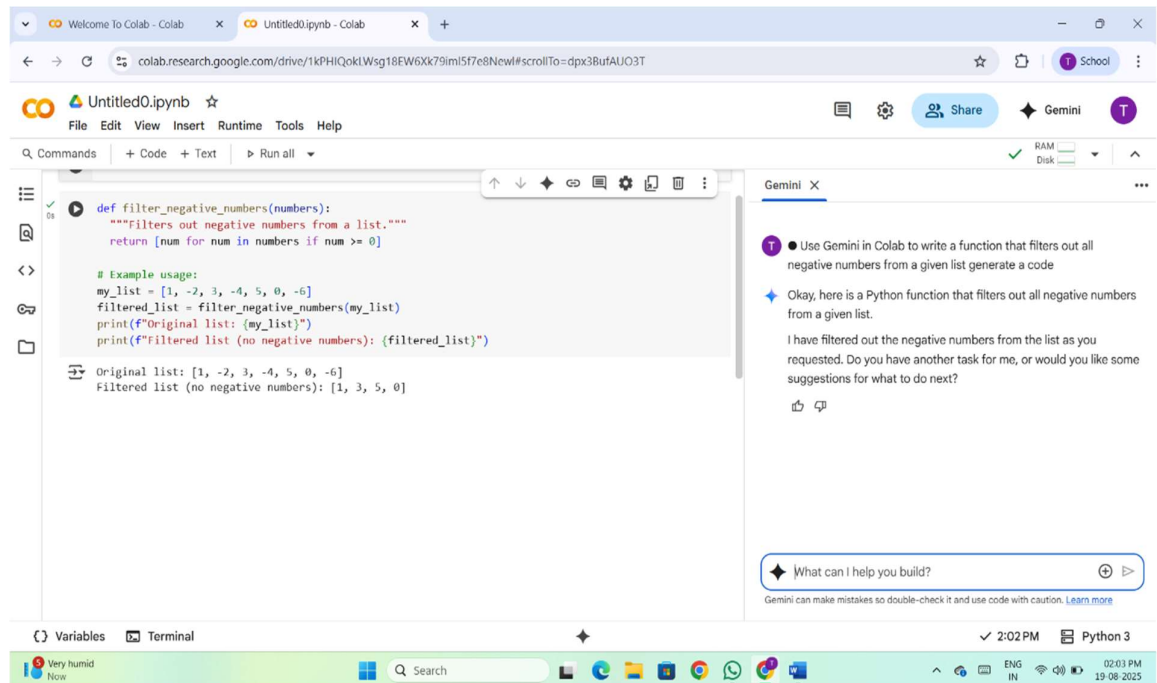 Welcome To Colab - Colab
Untitled0.ipynb - Colab
colab.research.google.com/drive/1kPHIQokLWsg18EW6Xk79imI5f7e8NewI#scrollTo=dpx3BufAUO3T
T School
Untitled0.ipynb
Share
Gemini
T
File Edit View Insert Runtime Tools Help
Commands + Code + Text Run all
RAM
Disk
Gemini
0s
def filter_negative_numbers(numbers):
"""Filters out negative numbers from a list."""
return [num for num in numbers if num >= 0]
# Example usage:
my_list = [1, -2, 3, -4, 5, 0, -6]
filtered_list = filter_negative_numbers(my_list)
print(f"Original list: {my_list}")
print(f"Filtered list (no negative numbers): {filtered_list}")
Original list: [1, -2, 3, -4, 5, 0, -6]
Filtered list (no negative numbers): [1, 3, 5, 0]
T ● Use Gemini in Colab to write a function that filters out all
negative numbers from a given list generate a code
Okay, here is a Python function that filters out all negative numbers
from a given list.
I have filtered out the negative numbers from the list as you
requested. Do you have another task for me, or would you like some
suggestions for what to do next?
What can I help you build?
Gemini can make mistakes so double-check it and use code with caution. Learn more
Variables Terminal
2:02 PM Python 3
5
Very humid
Now
Search
ENG
IN
02:03 PM
19-08-2025